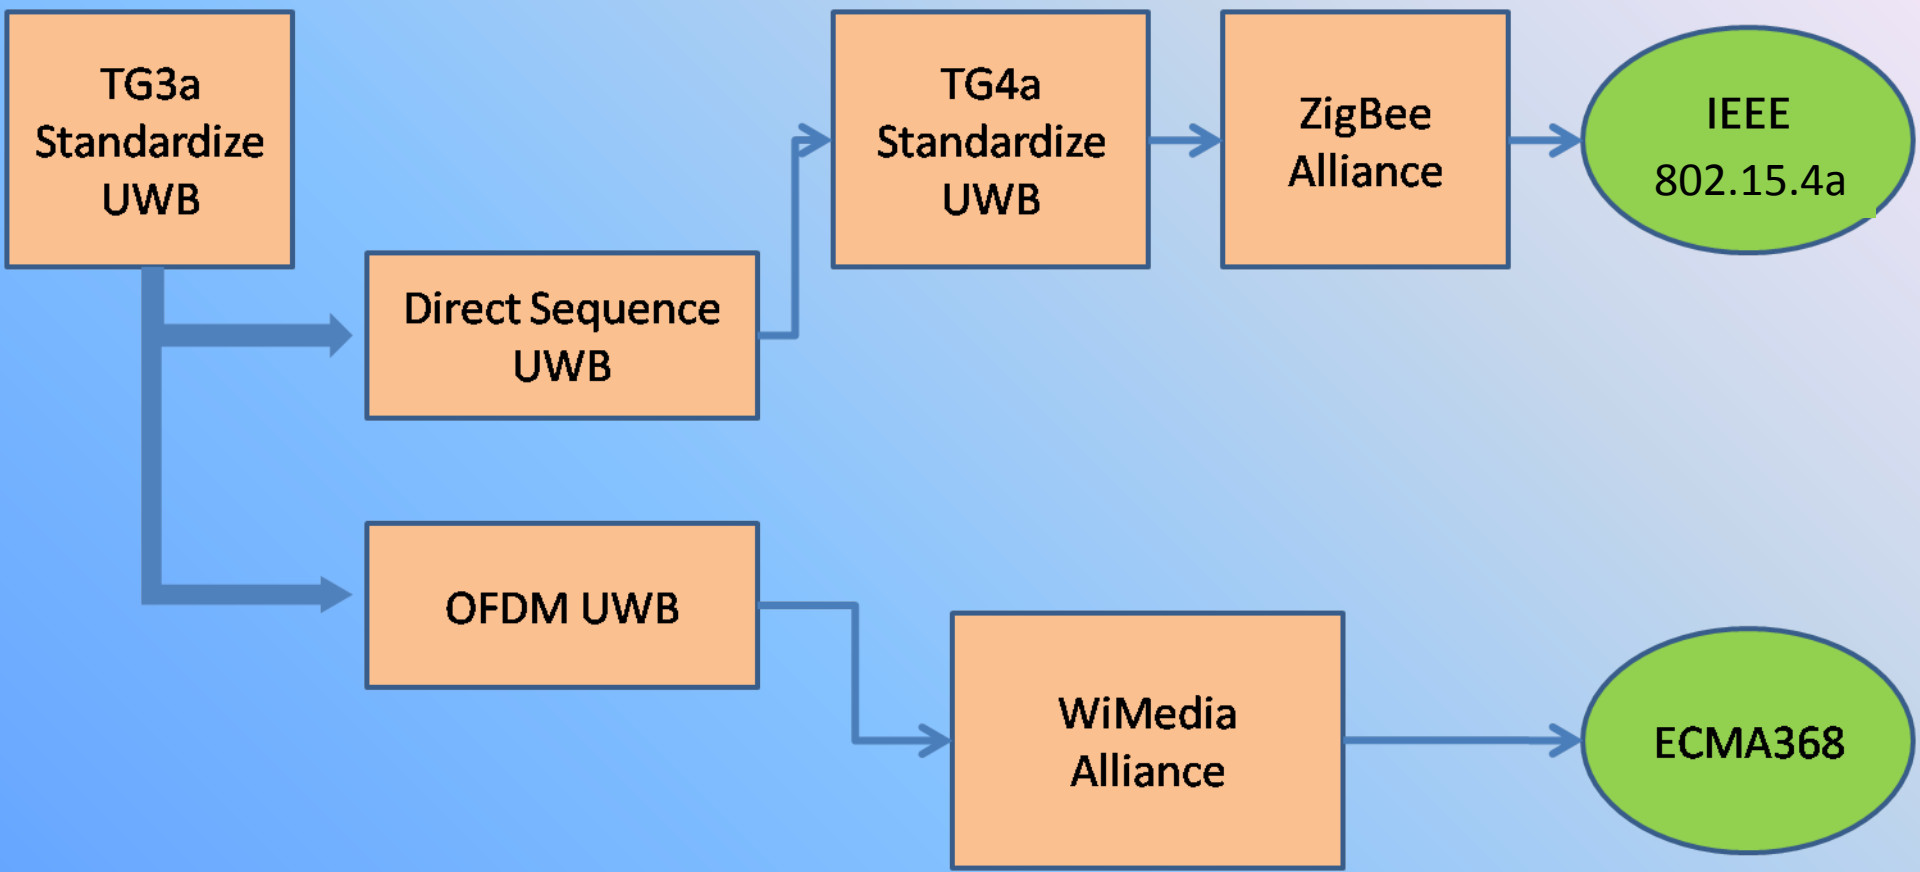 TG3a
Standardize
UWB
TG4a
Standardize
UWB
ZigBee
Alliance
IEEE
802.15.4a
Direct Sequence
UWB
OFDM UWB
WiMedia
Alliance
ECMA368